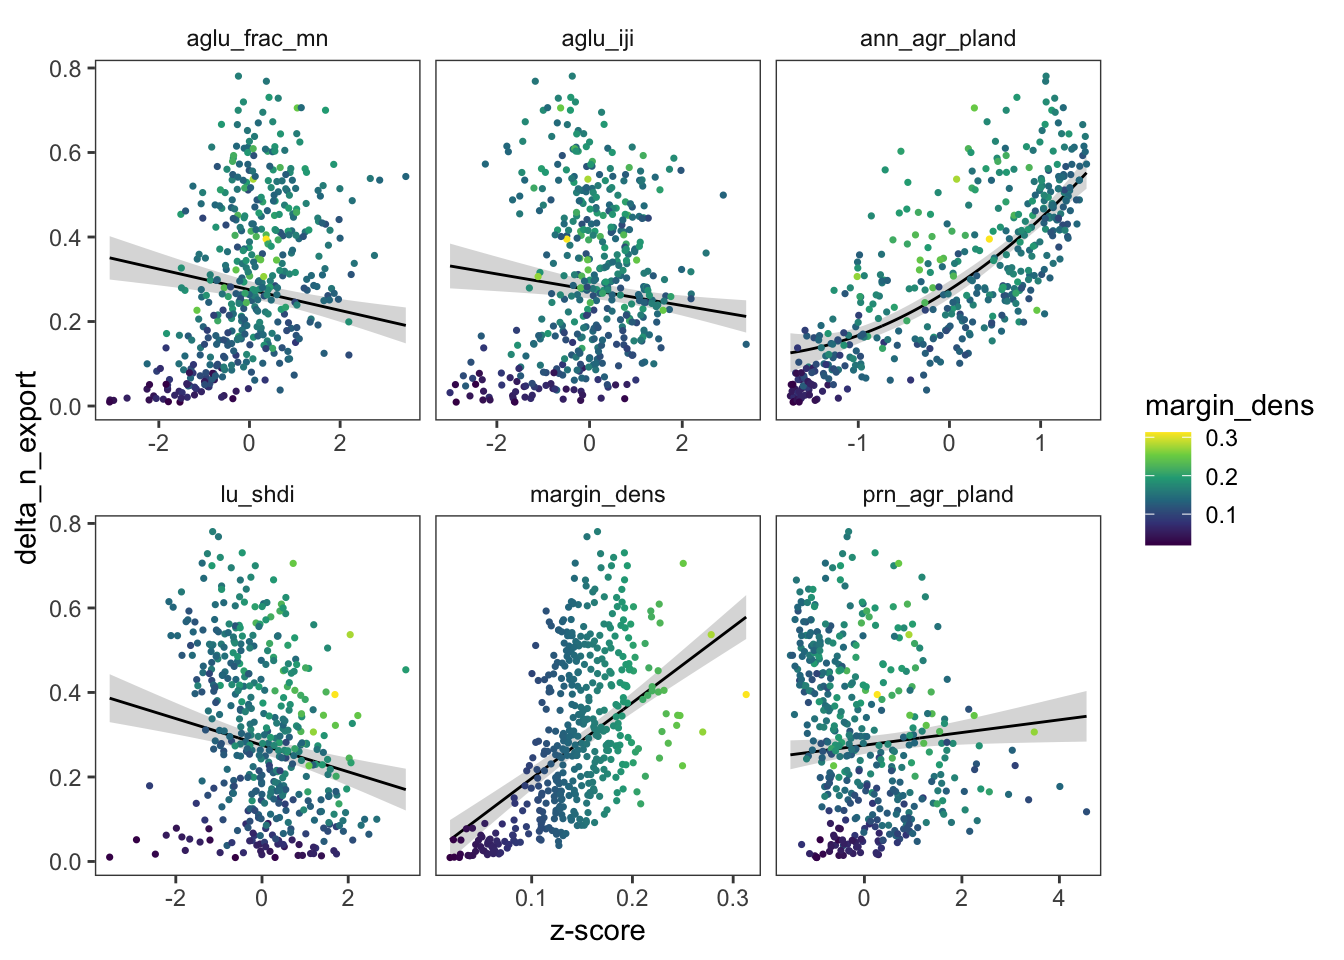 aglu_frac_mn aglu_iji ann_agr_pland
0.8
0.6
0.4
0.2
0.0
-2 0 2 -2 0 2 -1 0 1
lu_shdi margin_dens prn_agr_pland
0.8
0.6
0.4
0.2
0.0
-2 0 2 0.1 0.2 0.3 0 2 4
z-score
delta_n_export
margin_dens
0.3
0.2
0.1